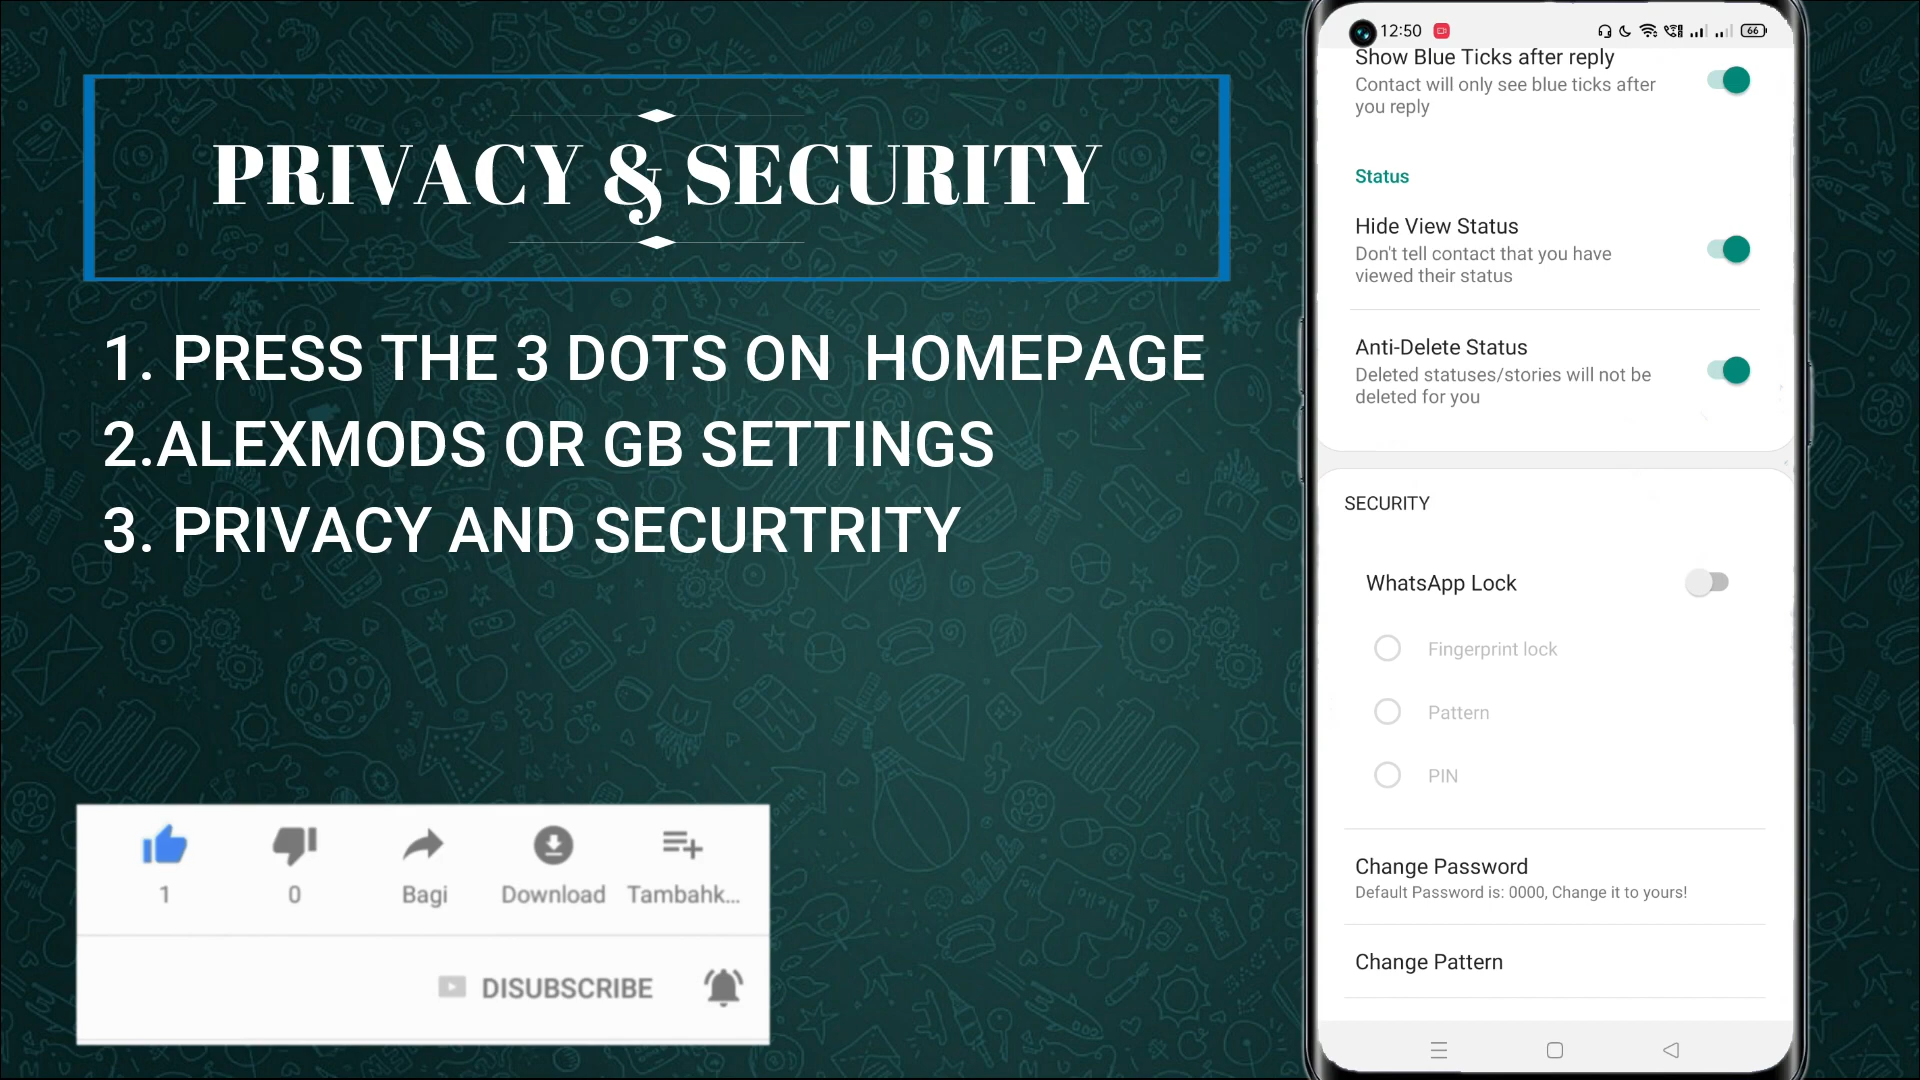 PRIVACY & SECURITY
1. PRESS THE 3 DOTS ON HOMEPAGE
2.ALEXMODS OR GB SETTINGS
3. PRIVACY AND SECURTRITY
1
0
Bagi
Download
Tambahk...
DISUBSCRIBE
12:50
66
Show Blue Ticks after reply
Contact will only see blue ticks after
you reply
Status
Hide View Status
Don't tell contact that you have
viewed their status
Anti-Delete Status
Deleted statuses/stories will not be
deleted for you
SECURITY
WhatsApp Lock
Fingerprint lock
Pattern
PIN
Change Password
Default Password is: 0000, Change it to yours!
Change Pattern